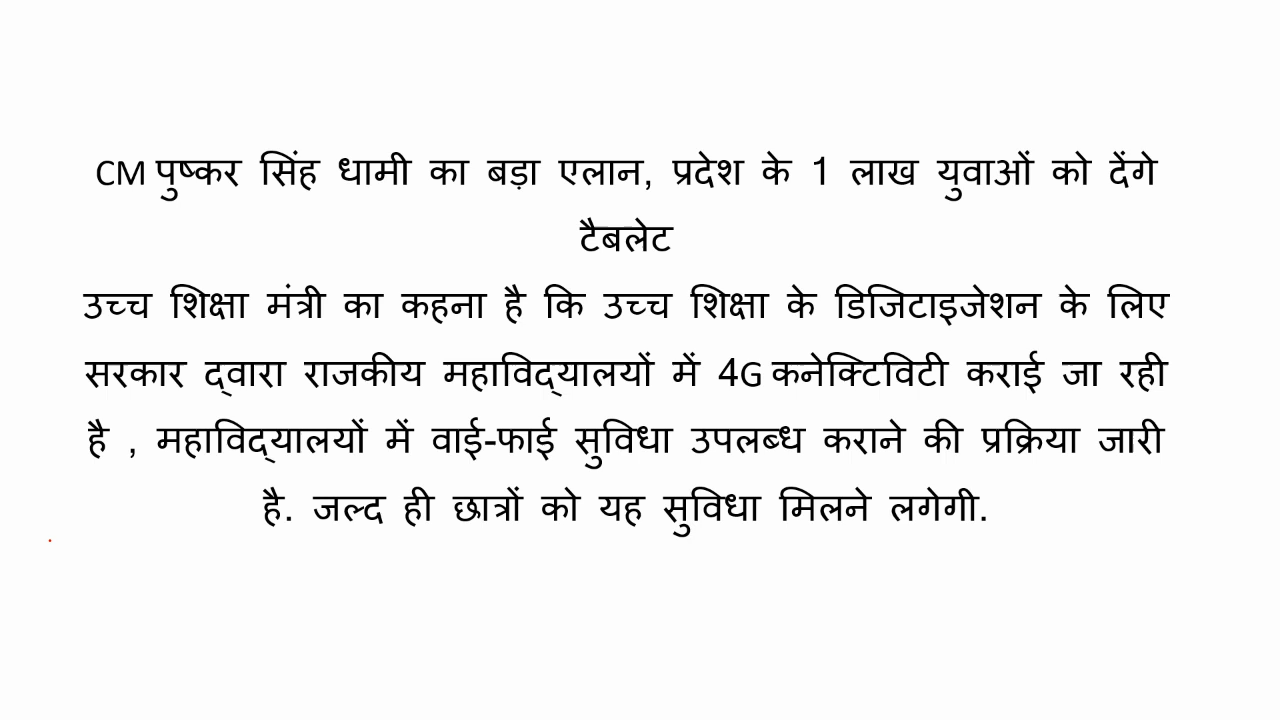 CM पुष्कर सिंह धामी का बड़ा एलान, प्रदेश के 1 लाख युवाओं को देंगे
टैबलेट
उच्च शिक्षा मंत्री का कहना है कि उच्च शिक्षा के डिजिटाइजेशन के लिए
सरकार द्वारा राजकीय महाविद्यालयों में 4G कनेक्टिविटी कराई जा रही
है , महाविद्यालयों में वाई-फाई सुविधा उपलब्ध कराने की प्रक्रिया जारी
है. जल्द ही छात्रों को यह सुविधा मिलने लगेगी.